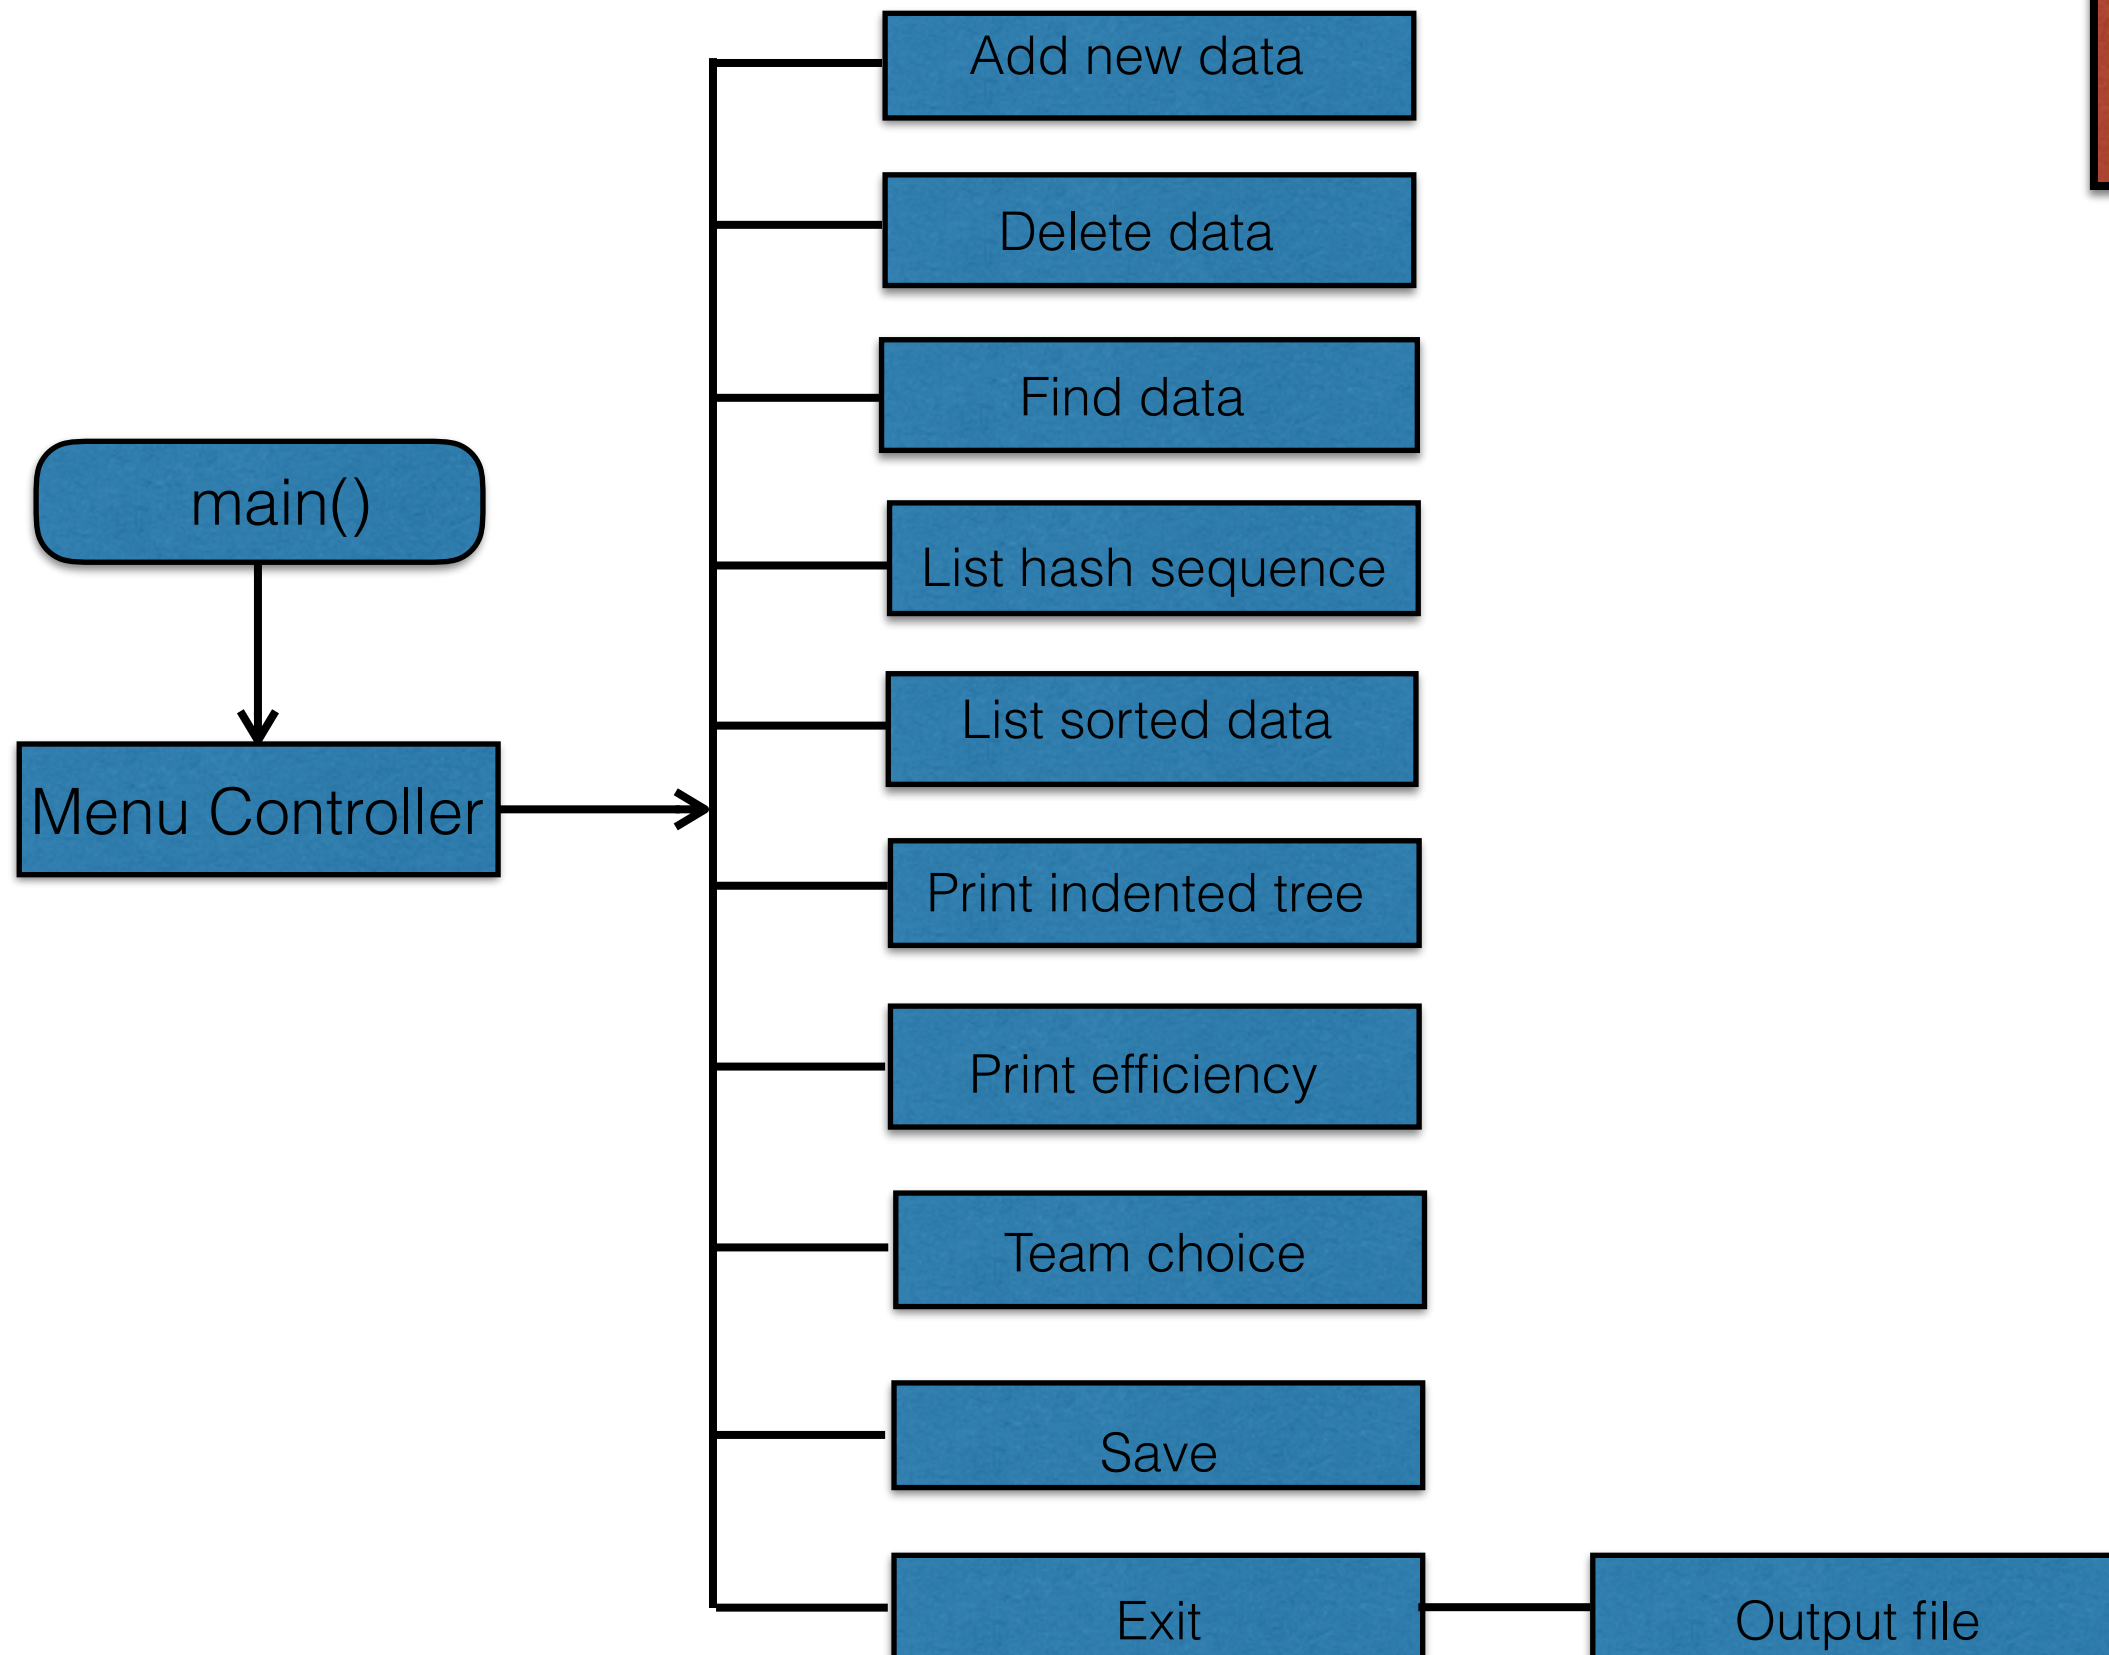 main()
Menu Controller
Add new data
Delete data
Find data
List hash sequence
List sorted data
Print indented tree
Print efficiency
Team choice
Save
Exit
Output file